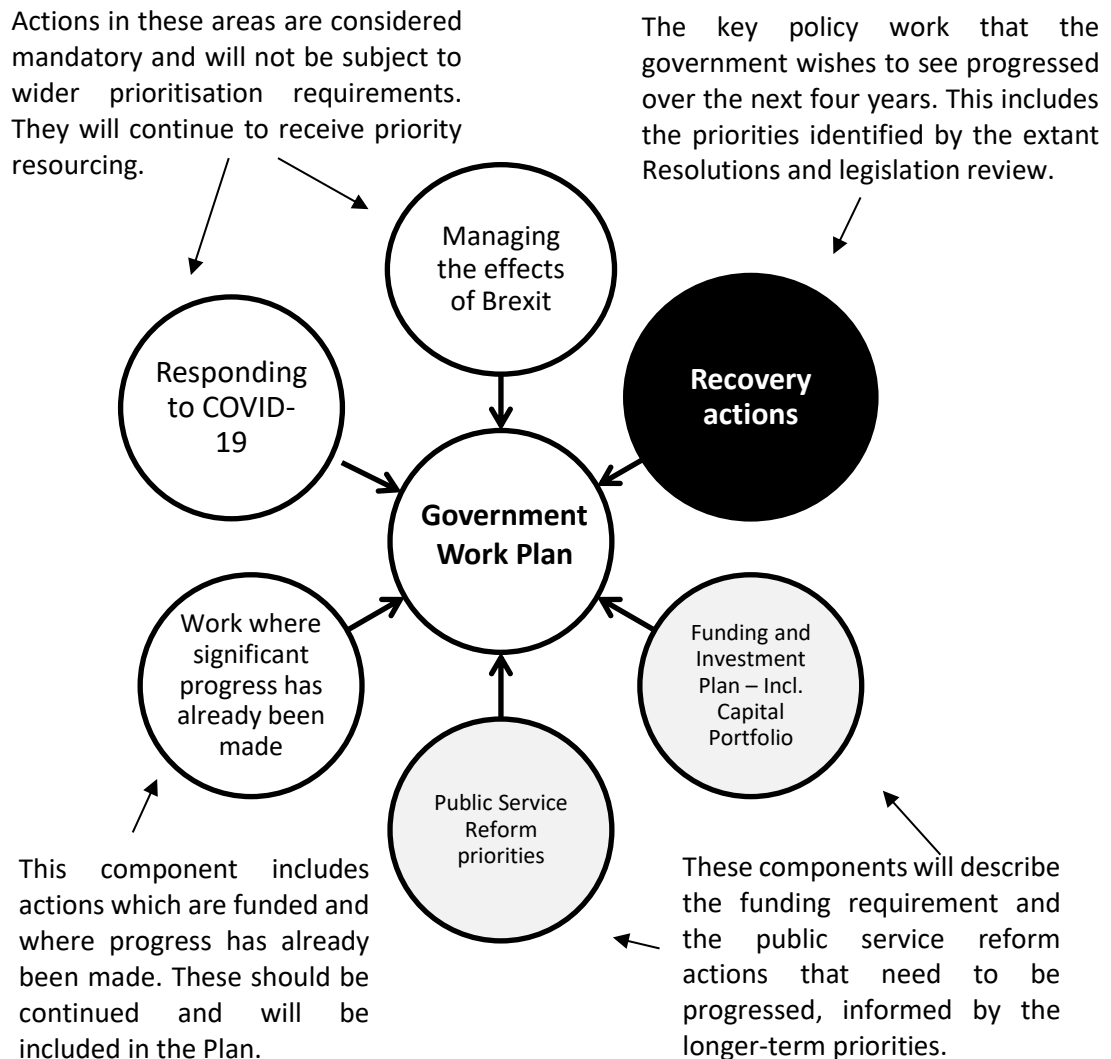 Actions in these areas are considered
mandatory and will not be subject to
wider prioritisation requirements.
They will continue to receive priority
resourcing.
The key policy work that the
government wishes to see progressed
over the next four years. This includes
the priorities identified by the extant
Resolutions and legislation review.
Managing
the effects
of Brexit
Responding
to COVID-
19
Recovery
actions
Government
Work Plan
Work where
significant
progress has
already been
made
Funding and
Investment
Plan – Incl.
Capital
Portfolio
Public Service
Reform
priorities
This component includes
actions which are funded and
where progress has already
been made. These should be
continued and will be
included in the Plan.
These components will describe
the funding requirement and
the public service reform
actions that need to be
progressed, informed by the
longer-term priorities.